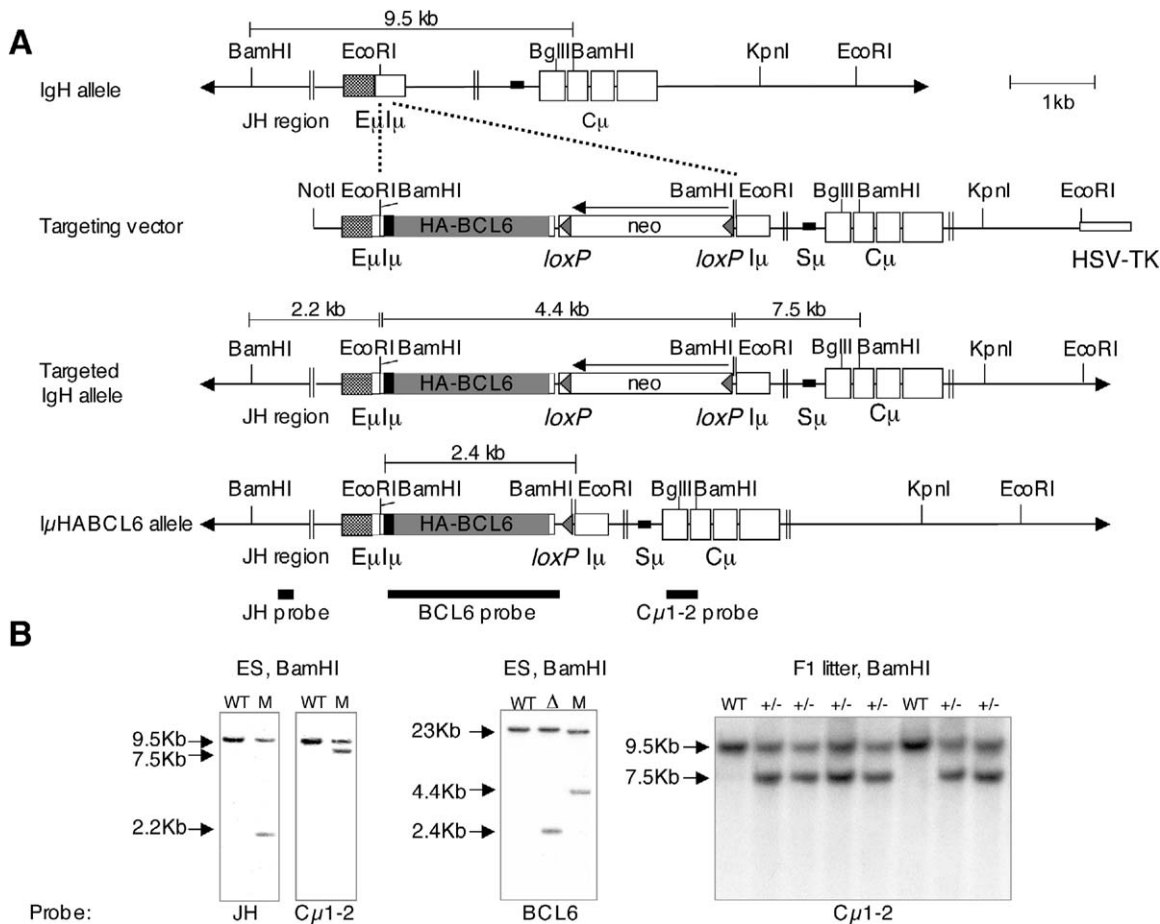 A
9.5 kb
BamHI EcoRI BglII BamHI KpnI EcoRI
IgH allele
1kb
JH region Eμ Iμ Cμ
NotI EcoRI BamHI BamHI EcoRI BglII BamHI KpnI EcoRI
Targeting vector HA-BCL6 neo
Eμ Iμ loxP loxP Iμ Sμ Cμ HSV-TK
2.2 kb 4.4 kb 7.5 kb
BamHI EcoRI BamHI BamHI EcoRI BglII BamHI KpnI EcoRI
Targeted
IgH allele
HA-BCL6 neo
JH region Eμ Iμ loxP loxP Iμ Sμ Cμ
2.4 kb
BamHI EcoRI BamHI BamHI EcoRI BglII BamHI KpnI EcoRI
IμHABCL6 allele HA-BCL6
JH region Eμ Iμ loxP Iμ Sμ Cμ
JH probe BCL6 probe Cμ1-2 probe
B
ES, BamHI ES, BamHI F1 litter, BamHI
WT M WT M WT Δ M WT +/- +/- +/- +/- WT +/- +/-
9.5Kb 23Kb 9.5Kb
7.5Kb 4.4Kb 7.5Kb
2.2Kb 2.4Kb
Probe: JH Cμ1-2 BCL6 Cμ1-2